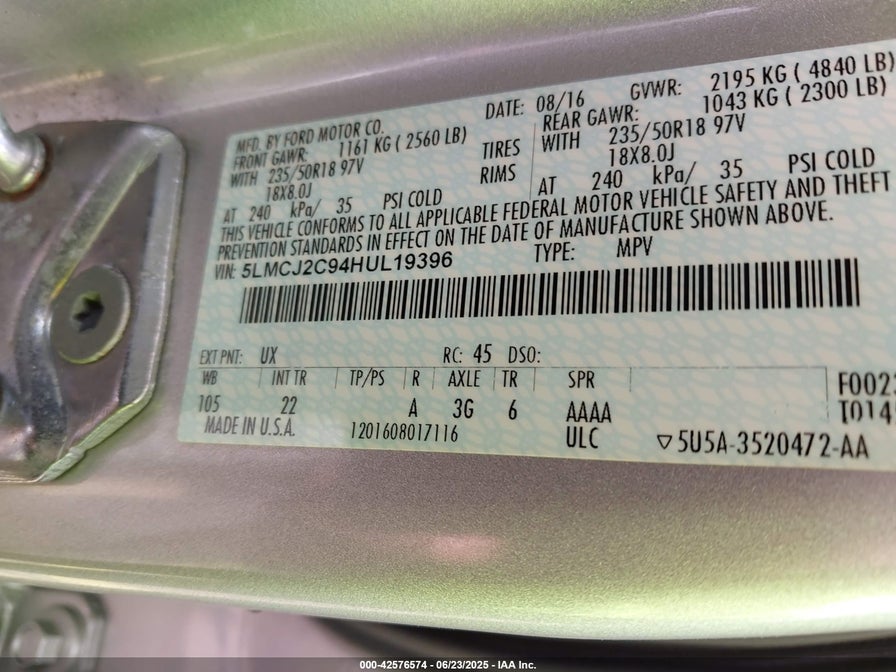 MFD. BY FORD MOTOR CO. DATE: 08/16 GVWR: 2195 KG ( 4840 LB)
FRONT GAWR: 1161 KG ( 2560 LB) REAR GAWR: 1043 KG ( 2300 LB)
WITH 235/50R18 97V TIRES WITH 235/50R18 97V
18X8.0J RIMS 18X8.0J
AT 240 kPa/ 35 PSI COLD AT 240 kPa/ 35 PSI COLD
THIS VEHICLE CONFORMS TO ALL APPLICABLE FEDERAL MOTOR VEHICLE SAFETY AND THEFT
PREVENTION STANDARDS IN EFFECT ON THE DATE OF MANUFACTURE SHOWN ABOVE.
VIN: 5LMCJ2C94HUL19396 TYPE: MPV
EXT PNT: UX RC: 45 DSO:
WB INT TR TP/PS R AXLE TR SPR
105 22 A 3G 6 AAAA
MADE IN U.S.A. 1201608017116 ULC
F0023
T0145
▽5U5A-3520472-AA
000-42576574 - 06/23/2025 - IAA Inc.